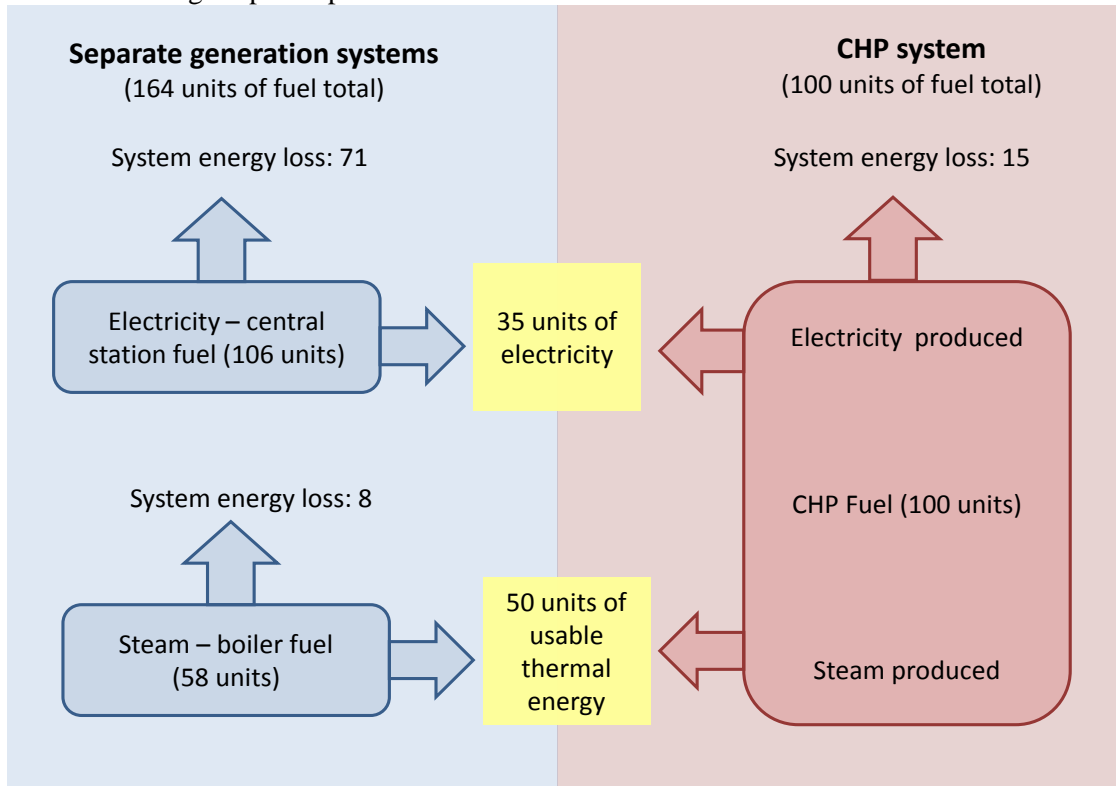 Separate generation systems
(164 units of fuel total)
System energy loss: 71
Electricity – central
station fuel (106 units)
System energy loss: 8
Steam – boiler fuel
(58 units)
35 units of
electricity
50 units of
usable
thermal
energy
CHP system
(100 units of fuel total)
System energy loss: 15
Electricity produced
CHP Fuel (100 units)
Steam produced